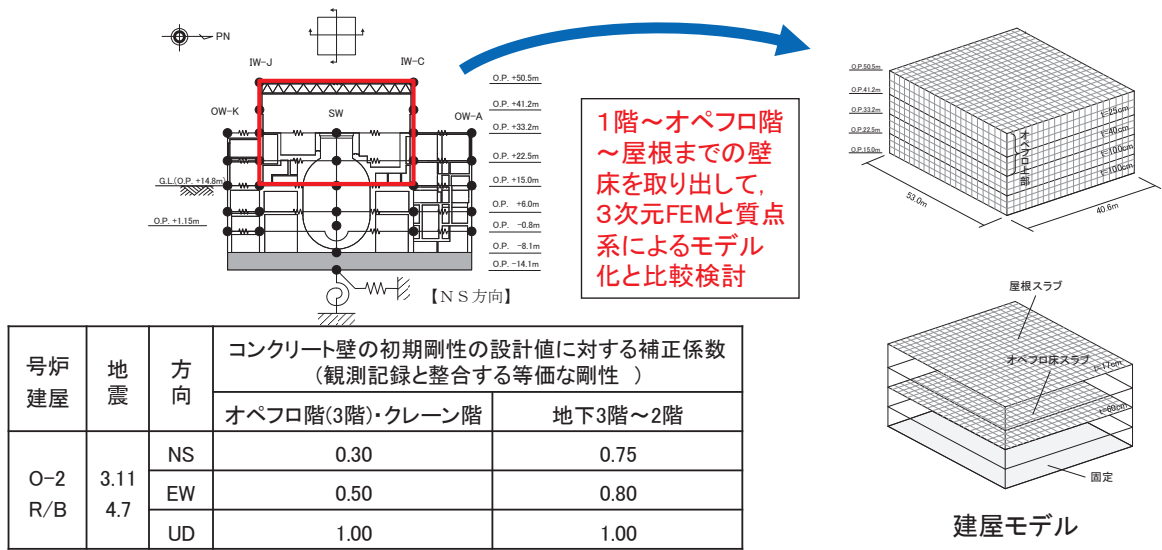 PN
IW-J
IW-C
OW-K
SW
OW-A
O.P. +50.5m
O.P. +41.2m
O.P. +33.2m
O.P. +22.5m
O.P. +15.0m
O.P. +6.0m
O.P. -0.8m
O.P. -8.1m
O.P. -14.1m
G.L.(O.P. +14.8m)
O.P. +1.15m
【NS方向】
1階~オペフロ階
~屋根までの壁
床を取り出して,
3次元FEMと質点
系によるモデル
化と比較検討
O.P.50.5m
O.P.41.2m
O.P.33.2m
O.P.22.5m
O.P.15.0m
オペフロ上部
t=25cm
t=40cm
t=100cm
t=100cm
53.0m
40.6m
屋根スラブ
オペフロ床スラブ
t=17cm
t=60cm
固定
建屋モデル
号炉
建屋
地
震
方
向
コンクリート壁の初期剛性の設計値に対する補正係数
(観測記録と整合する等価な剛性 )
オペフロ階(3階)・クレーン階
地下3階~2階
O-2
R/B
3.11
4.7
NS 0.30 0.75
EW 0.50 0.80
UD 1.00 1.00